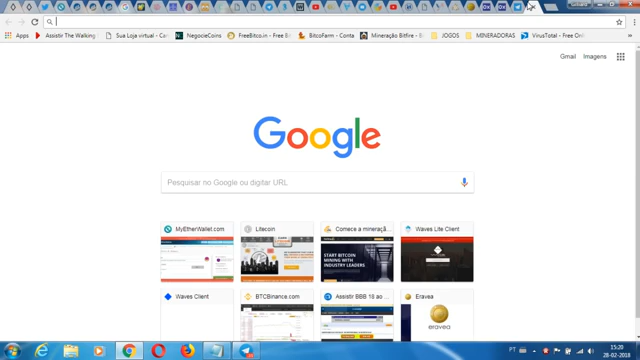 Apps Assistir The Walking Sua Loja virtual - Can NegocieCoins FreeBitco.in - Bitcoi BitcoFarm - Conta Mineração Bitfire - M JOGOS MINERADORAS VirusTotal - Free Onli
Gmail Imagens
Google
Pesquisar no Google ou digitar URL
MyEtherWallet.com Litecoin Comece a mineraçã... Waves Lite Client
START BITCOIN
MINING WITH
INDUSTRY LEADERS
Waves Client BTCBinance.com Assistir BBB 18 ao ... Eravea
eravea
PT 15:20
28-02-2018